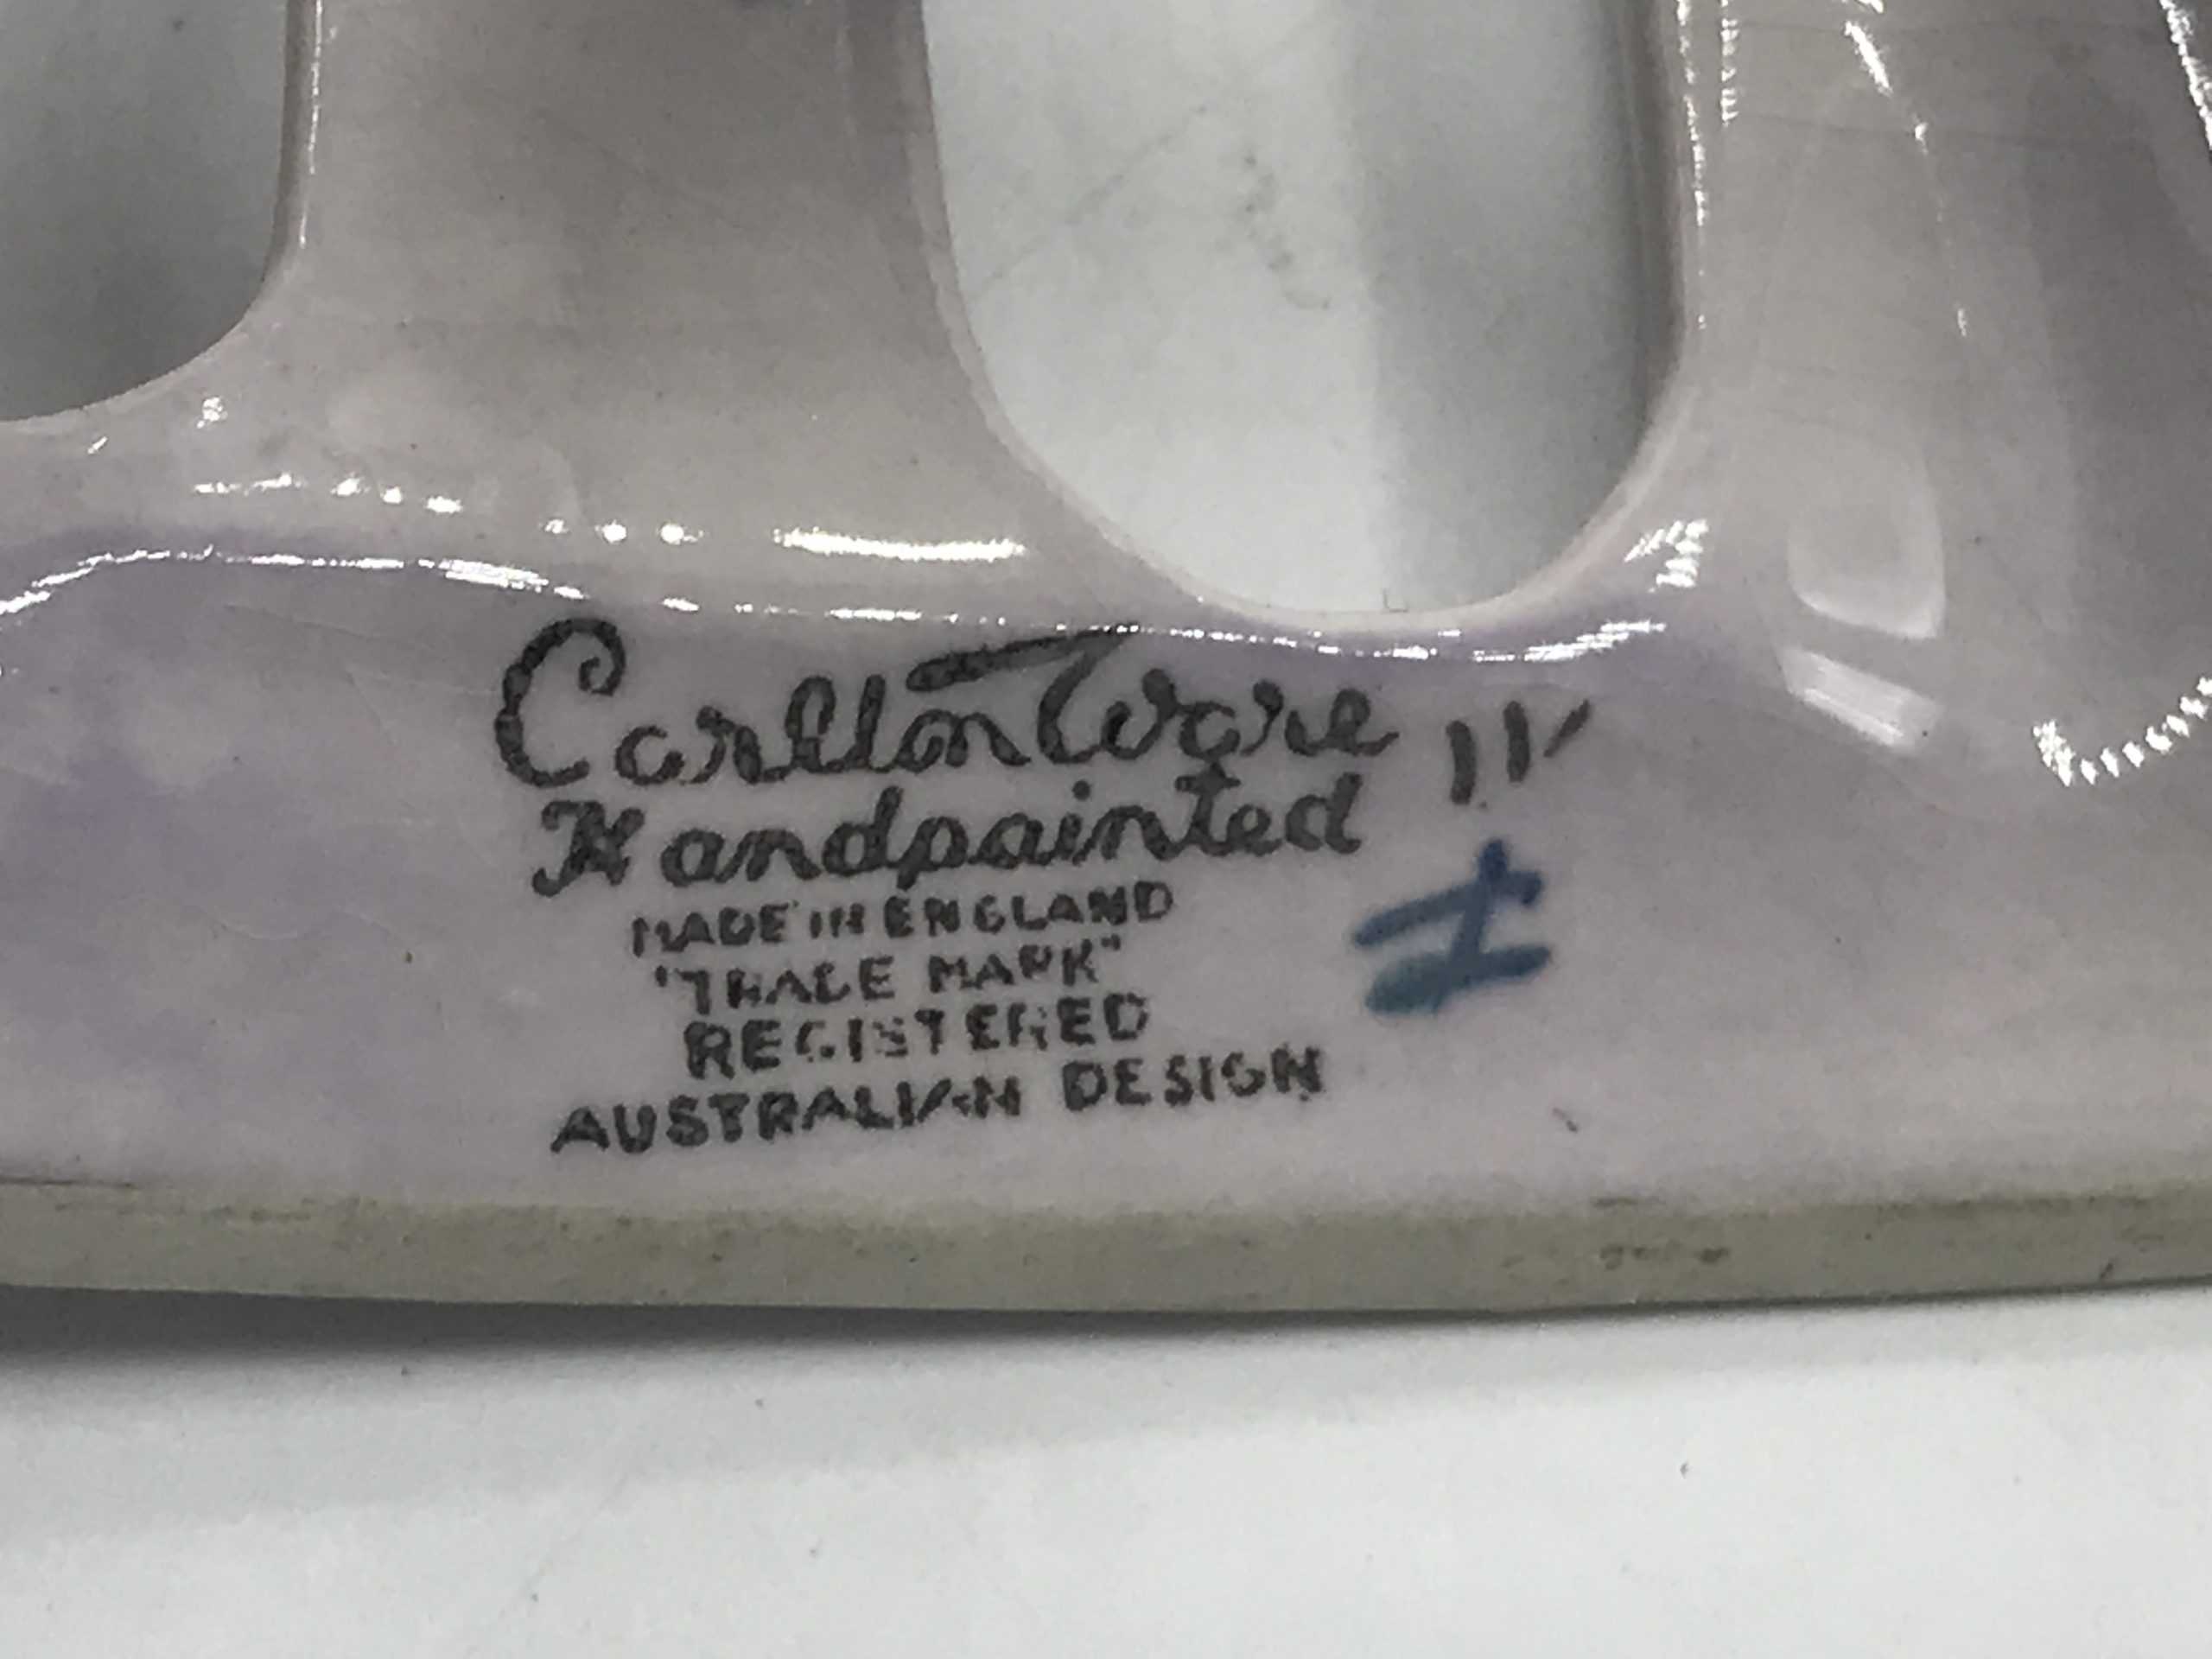 Carlton Ware
Handpainted
MADE IN ENGLAND
"TRADE MARK"
REGISTERED
AUSTRALIAN DESIGN